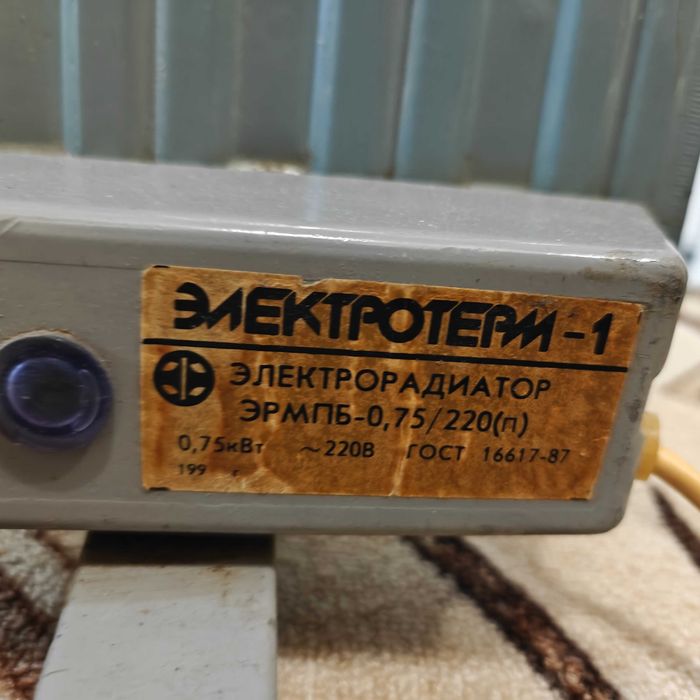 ЭЛЕКТРОТЕРМ-1
ЭЛЕКТРОРАДИАТОР
ЭРМПБ-0,75/220(п)
0,75кВт ~220В ГОСТ 16617-87
199 г